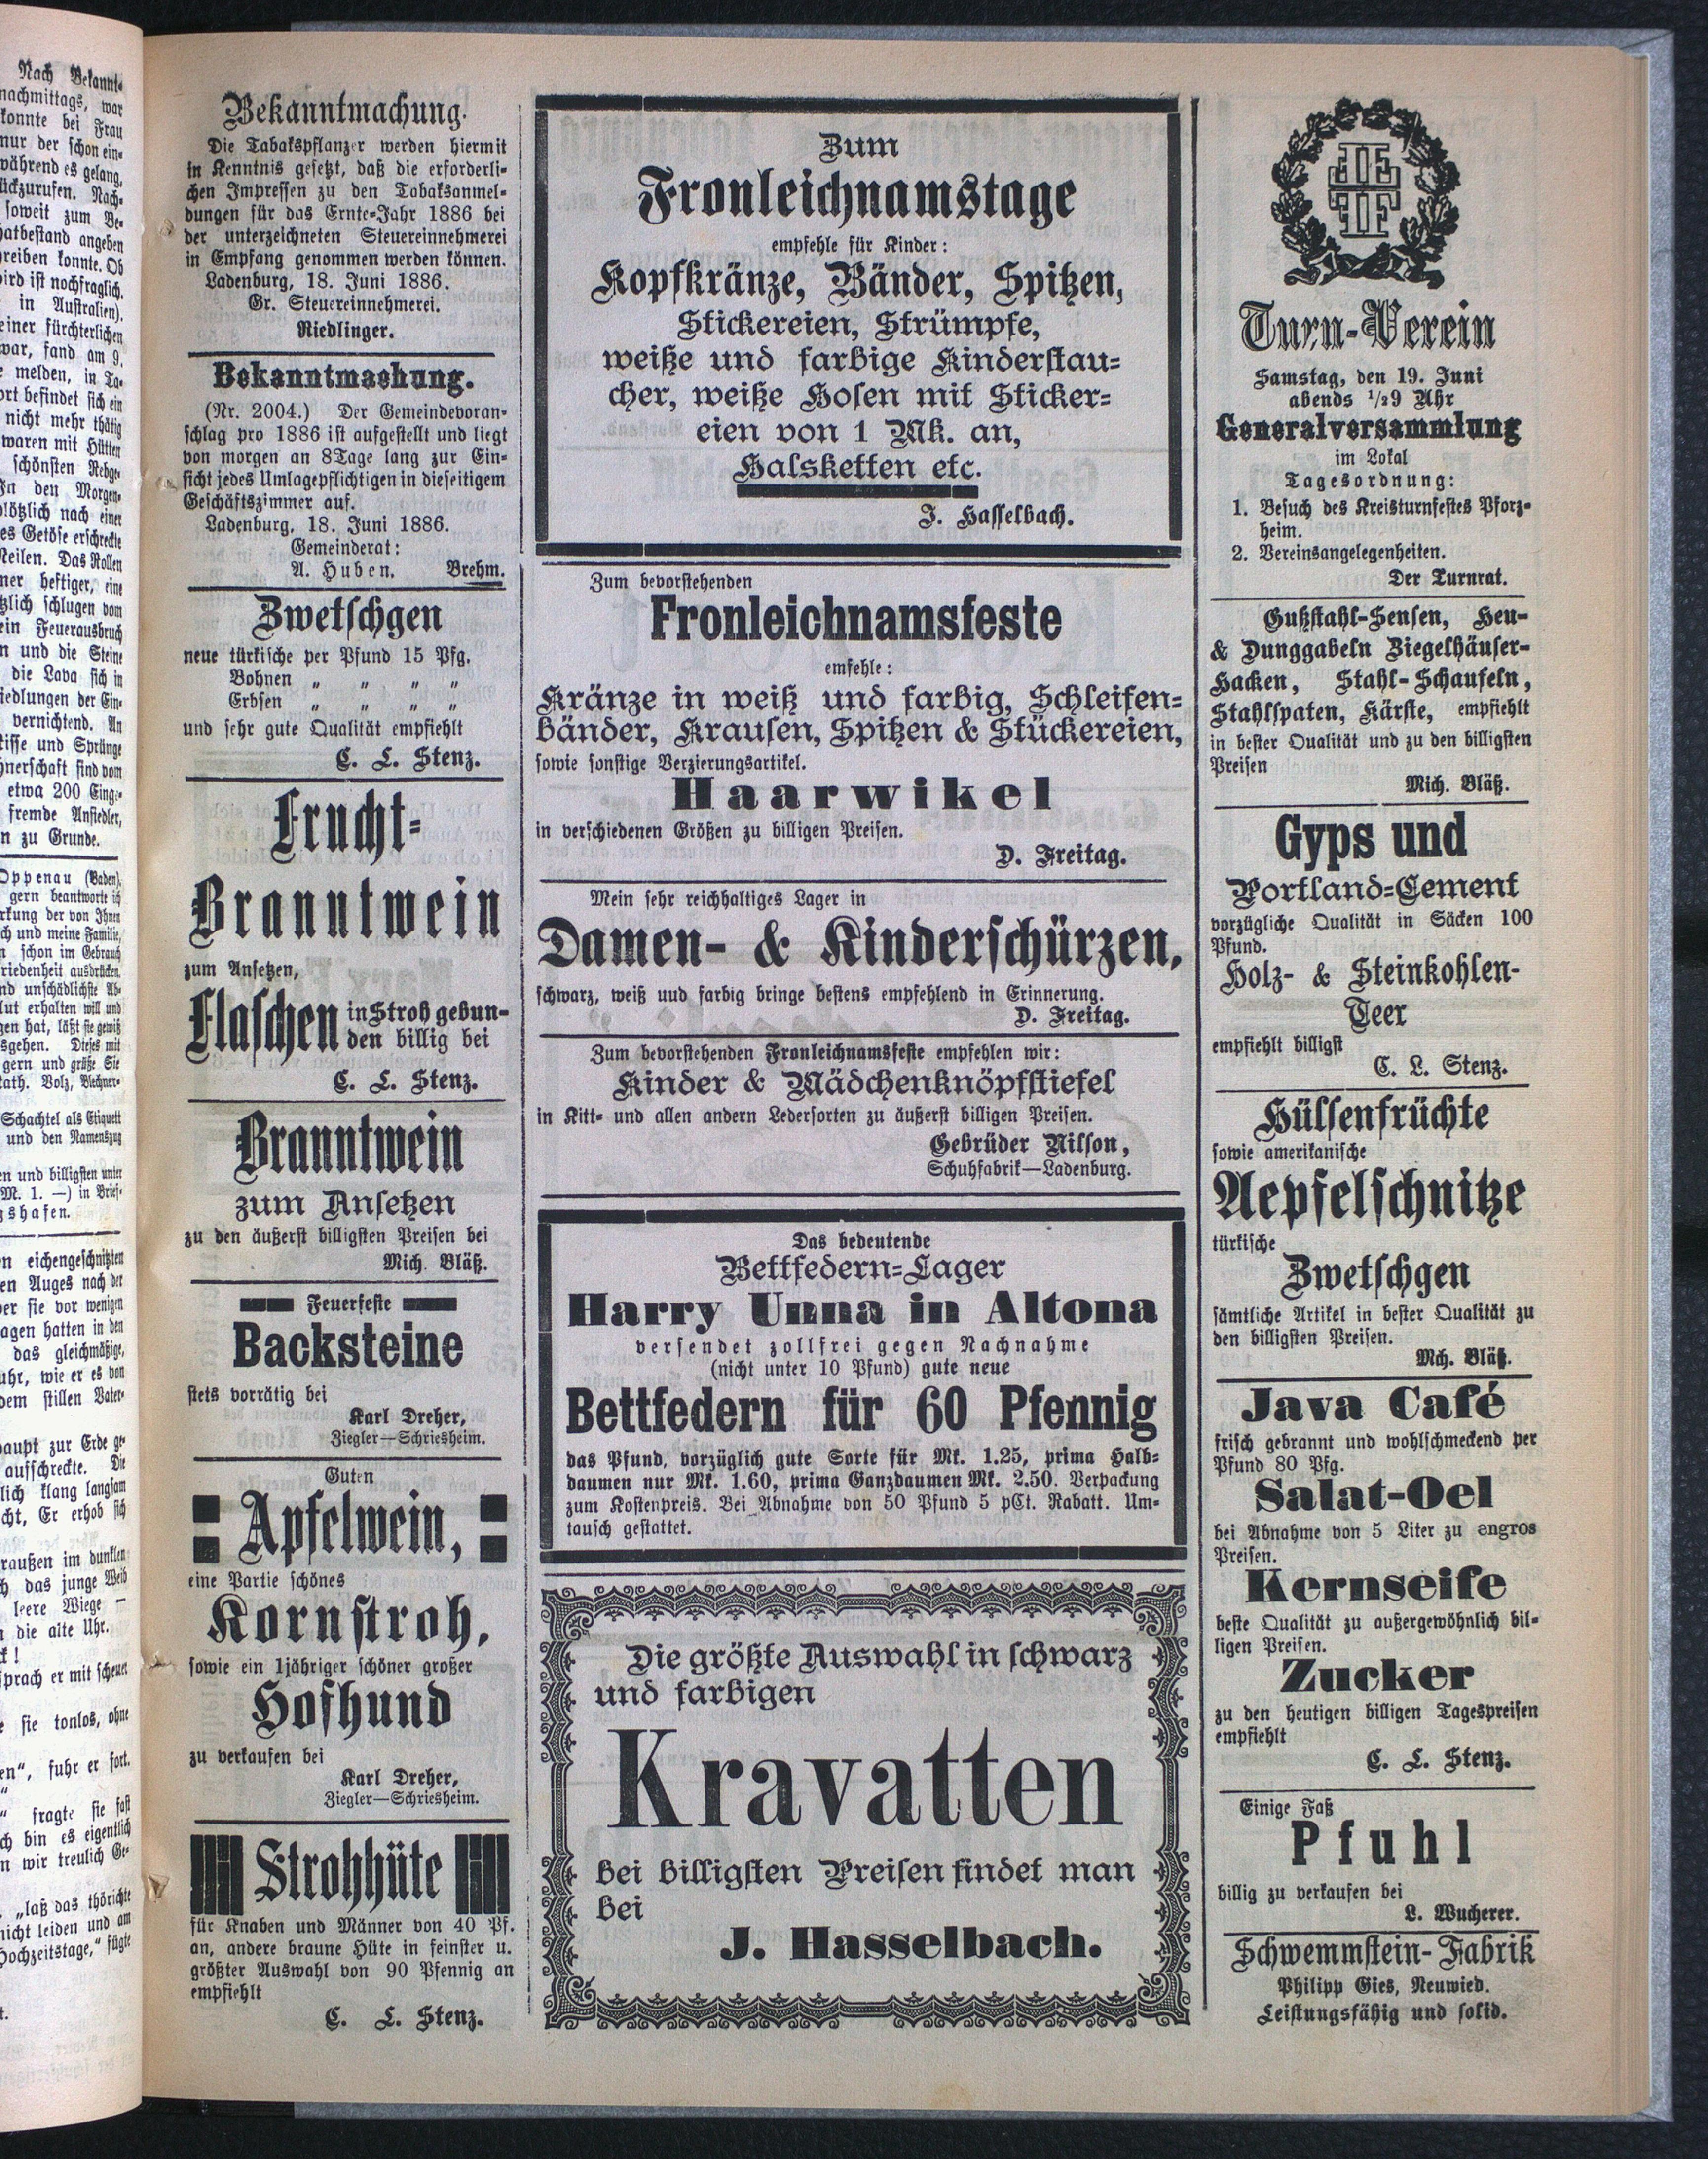 Bekanntmachung.
Die Tabakspflanzer werden hiermit
in Kenntnis gesetzt, daß die erforderli-
chen Impressen zu den Tabaksanmel-
dungen für das Ernte-Jahr 1886 bei
der unterzeichneten Steuereinnehmerei
in Empfang genommen werden können.
Ladenburg, 18. Juni 1886.
Gr. Steuereinnehmerei.
Riedlinger.
Bekanntmachung.
(Nr. 2004.) Der Gemeindevoran-
schlag pro 1886 ist aufgestellt und liegt
von morgen an 8 Tage lang zur Ein-
sicht jedes Umlagepflichtigen in dieseitigem
Geschäftszimmer auf.
Ladenburg, 18. Juni 1886.
Gemeinderat:
A. Huben. Brehm.
Zwetschgen
neue türkische per Pfund 15 Pfg.
Bohnen „ „ „ „
Erbsen „ „ „ „
und sehr gute Qualität empfiehlt
C. L. Stenz.
Frucht-
Branntwein
zum Ansetzen,
Flaschen in Stroh gebun-
den billig bei
C. L. Stenz.
Branntwein
zum Ansetzen
zu den äußerst billigsten Preisen bei
Mich. Bläß.
Feuerfeste
Backsteine
stets vorrätig bei
Karl Dreher,
Ziegler—Schriesheim.
Guten
Apfelwein,
eine Partie schönes
Kornstroh,
sowie ein 1jähriger schöner großer
Hofhund
zu verkaufen bei
Karl Dreher,
Ziegler—Schriesheim.
Strohhüte
für Knaben und Männer von 40 Pf.
an, andere braune Hüte in feinster u.
größter Auswahl von 90 Pfennig an
empfiehlt
C. L. Stenz.
Zum
Fronleichnamstage
empfehle für Kinder:
Kopfkränze, Bänder, Spitzen,
Stickereien, Strümpfe,
weiße und farbige Kinderstau-
cher, weiße Hosen mit Sticker-
eien von 1 Mk. an,
Halsketten etc.
J. Hasselbach.
Zum bevorstehenden
Fronleichnamsfeste
emfehle:
Kränze in weiß und farbig, Schleifen-
bänder, Krausen, Spitzen & Stückereien,
sowie sonstige Verzierungsartikel.
Haarwikel
in verschiedenen Größen zu billigen Preisen.
D. Freitag.
Mein sehr reichhaltiges Lager in
Damen- & Kinderschürzen,
schwarz, weiß uud farbig bringe bestens empfehlend in Erinnerung.
D. Freitag.
Zum bevorstehenden Fronleichnamsfeste empfehlen wir:
Kinder & Mädchenknöpfstiefel
in Kitt- und allen andern Ledersorten zu äußerst billigen Preisen.
Gebrüder Nilson,
Schuhfabrik—Ladenburg.
Das bedeutende
Bettfedern-Lager
Harry Unna in Altona
versendet zollfrei gegen Nachnahme
(nicht unter 10 Pfund) gute neue
Bettfedern für 60 Pfennig
das Pfund, vorzüglich gute Sorte für Mk. 1.25, prima Halb-
daunen nur Mk. 1.60, prima Ganzdaunen Mk. 2.50. Verpackung
zum Kostenpreis. Bei Abnahme von 50 Pfund 5 pCt. Rabatt. Um-
tausch gestattet.
Die größte Auswahl in schwarz
und farbigen
Kravatten
bei billigsten Preisen findet man
bei
J. Hasselbach.
Turn-Verein
Samstag, den 19. Juni
abends 1/29 Uhr
Generalversammlung
im Lokal
Tagesordnung:
1. Besuch des Kreisturnfestes Pforz-
heim.
2. Vereinsangelegenheiten.
Der Turnrat.
Gußstahl-Sensen, Heu-
& Dunggabeln Ziegelhäuser-
Hacken, Stahl-Schaufeln,
Stahlspaten, Kärste, empfiehlt
in bester Qualität und zu den billigsten
Preisen
Mich. Bläß.
Gyps und
Portland-Cement
vorzügliche Qualität in Säcken 100
Pfund.
Holz- & Steinkohlen-
Teer
empfiehlt billigst
C. L. Stenz.
Hülsenfrüchte
sowie amerikanische
Aepfelschnitze
türkische
Zwetschgen
sämtliche Artikel in bester Qualität zu
den billigsten Preisen.
Mch. Bläß.
Java Café
frisch gebrannt und wohlschmeckend per
Pfund 80 Pfg.
Salat-Oel
bei Abnahme von 5 Liter zu engros
Preisen.
Kernseife
beste Qualität zu außergewöhnlich bil-
ligen Preisen.
Zucker
zu den heutigen billigen Tagespreisen
empfiehlt
C. L. Stenz.
Einige Faß
Pfuhl
billig zu verkaufen bei
L. Wucherer.
Schwemmstein-Fabrik
Philipp Gies, Neuwied.
Leistungsfähig und solid.